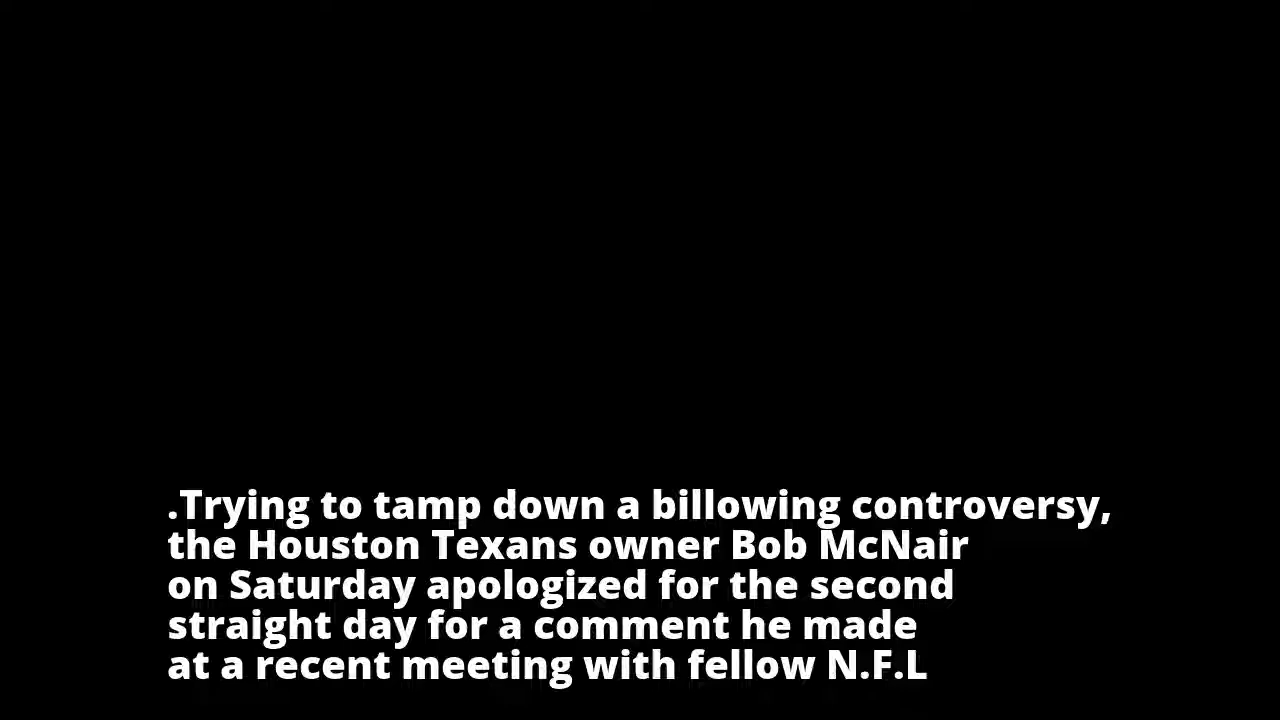 .Trying to tamp down a billowing controversy,
the Houston Texans owner Bob McNair
on Saturday apologized for the second
straight day for a comment he made
at a recent meeting with fellow N.F.L